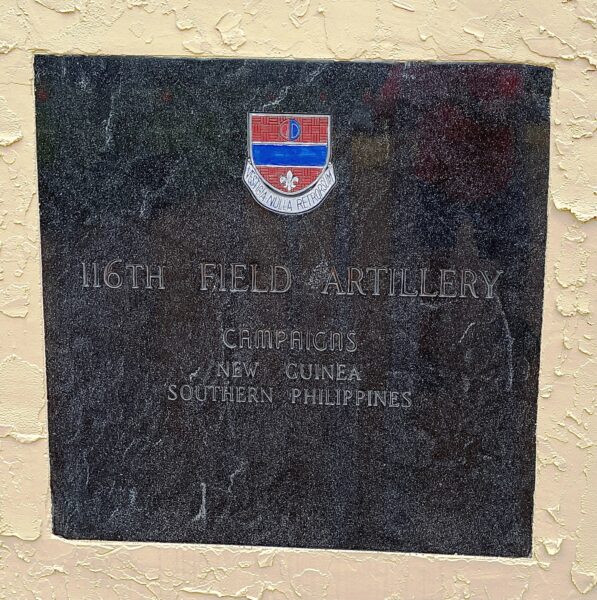 VESTIGIA NULLA RETRORSUM
116TH FIELD ARTILLERY
CAMPAIGNS
NEW GUINEA
SOUTHERN PHILIPPINES